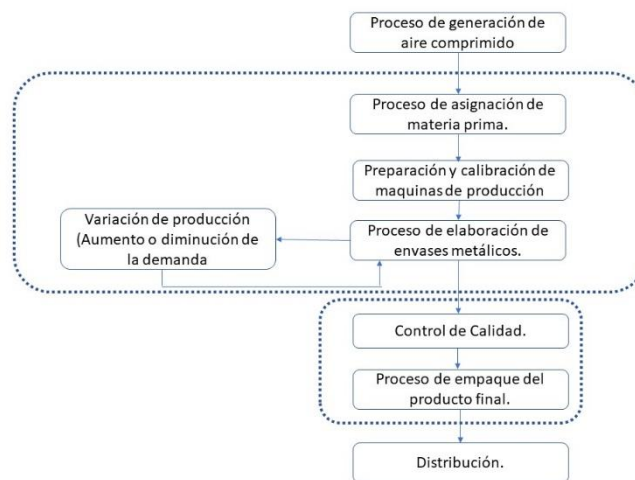 Proceso de generación de
aire comprimido
Proceso de asignación de
materia prima.
Preparación y calibración de
maquinas de producción
Variación de producción
(Aumento o diminución de
la demanda
Proceso de elaboración de
envases metálicos.
Control de Calidad.
Proceso de empaque del
producto final.
Distribución.